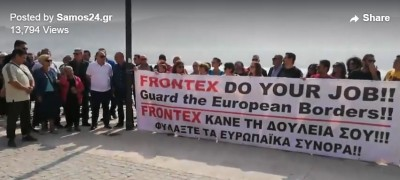 Posted by Samos24.gr
13,794 Views
Share
FRONTEX DO YOUR JOB!!
Guard the European Borders!!
FRONTEX ΚΑΝΕ ΤΗ ΔΟΥΛΕΙΑ ΣΟΥ!!!
ΦΥΛΑΞΤΕ ΤΑ ΕΥΡΩΠΑΪΚΑ ΣΥΝΟΡΑ!!